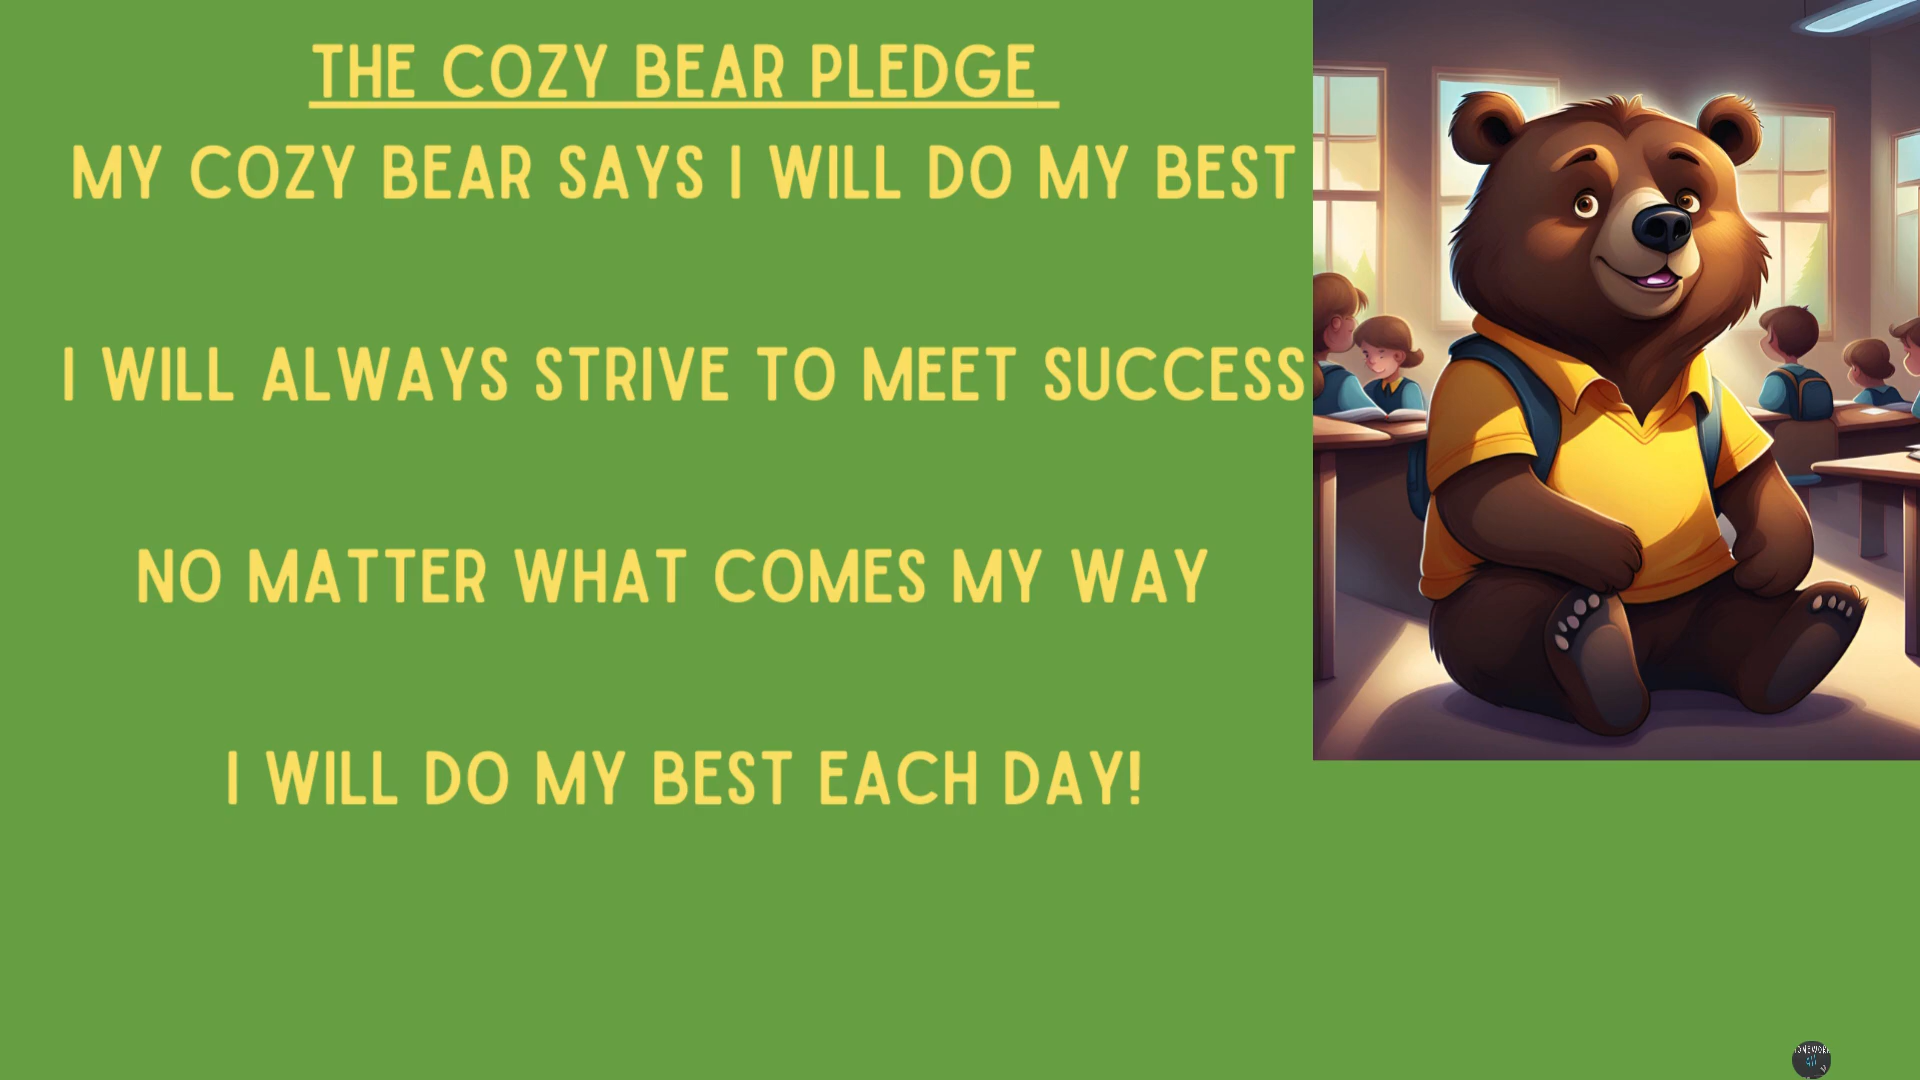 THE COZY BEAR PLEDGE
MY COZY BEAR SAYS I WILL DO MY BEST
I WILL ALWAYS STRIVE TO MEET SUCCESS
NO MATTER WHAT COMES MY WAY
I WILL DO MY BEST EACH DAY!